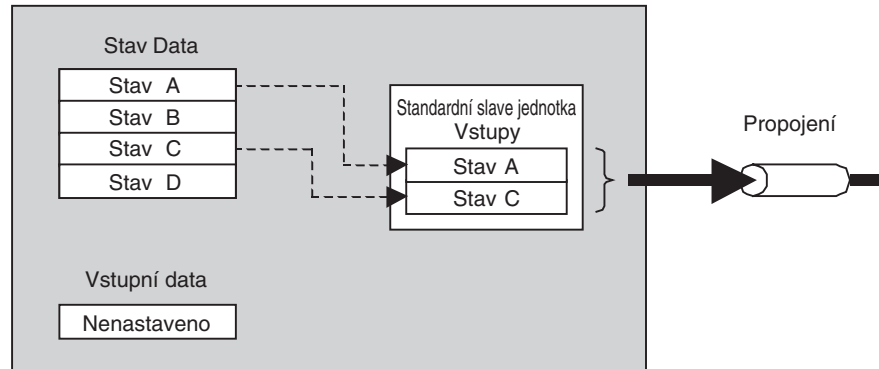 Stav Data
Stav A
Stav B
Stav C
Stav D
Standardní slave jednotka
Vstupy
Stav A
Stav C
Propojení
Vstupní data
Nenastaveno